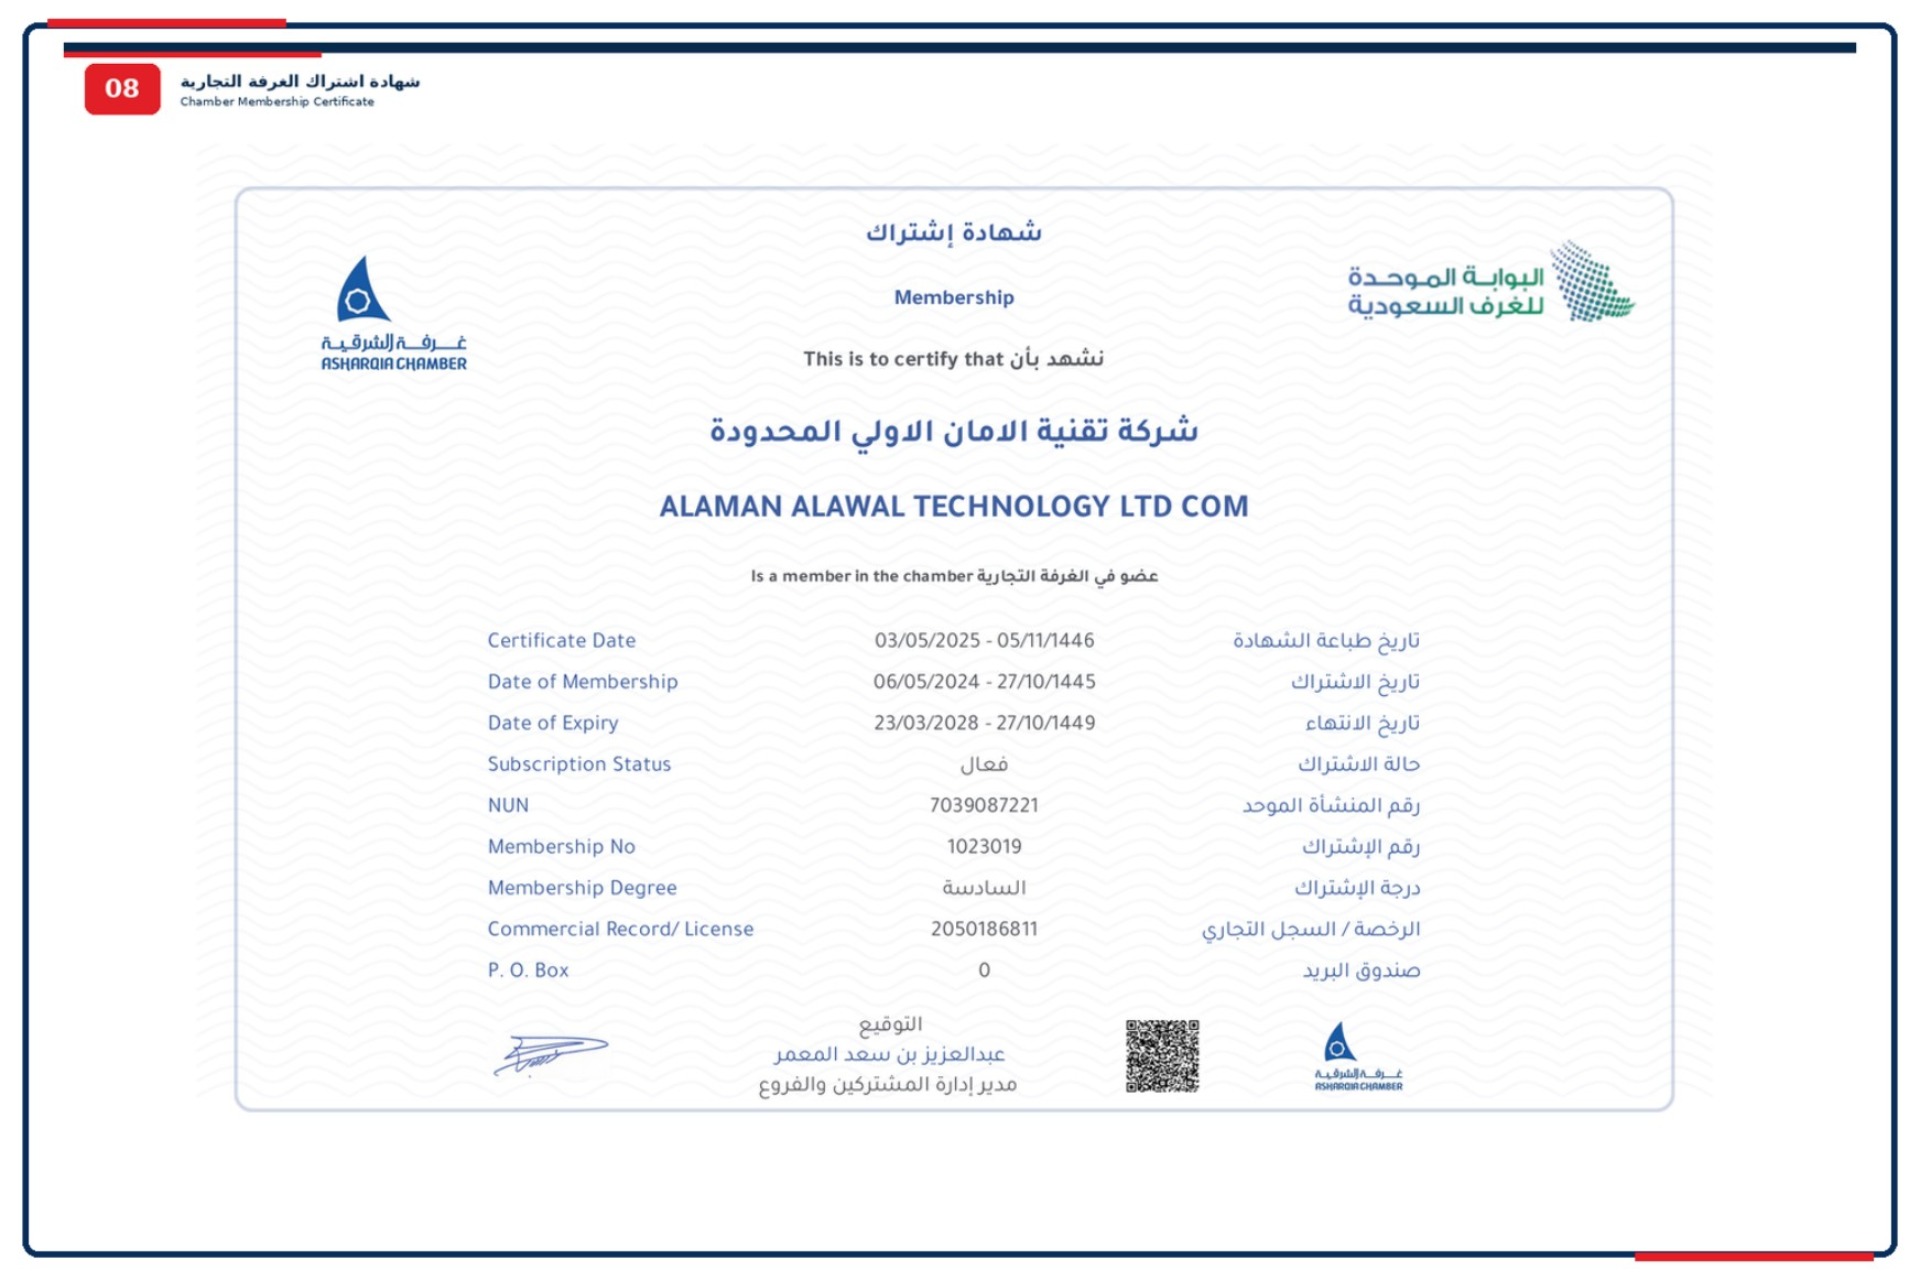 08
شهادة اشتراك الغرفة التجارية
Chamber Membership Certificate
شهادة إشتراك
Membership
غرفة الشرقية
ASHARQIA CHAMBER
البوابة الموحدة
للغرف السعودية
This is to certify that نشهد بأن
شركة تقنية الامان الاولي المحدودة
ALAMAN ALAWAL TECHNOLOGY LTD COM
Is a member in the chamber عضو في الغرفة التجارية
Certificate Date 03/05/2025 - 05/11/1446 تاريخ طباعة الشهادة
Date of Membership 06/05/2024 - 27/10/1445 تاريخ الاشتراك
Date of Expiry 23/03/2028 - 27/10/1449 تاريخ الانتهاء
Subscription Status فعال حالة الاشتراك
NUN 7039087221 رقم المنشأة الموحد
Membership No 1023019 رقم الإشتراك
Membership Degree السادسة درجة الإشتراك
Commercial Record/ License 2050186811 الرخصة / السجل التجاري
P. O. Box 0 صندوق البريد
التوقيع
عبدالعزيز بن سعد المعمر
مدير إدارة المشتركين والفروع
غرفة الشرقية
ASHARQIA CHAMBER